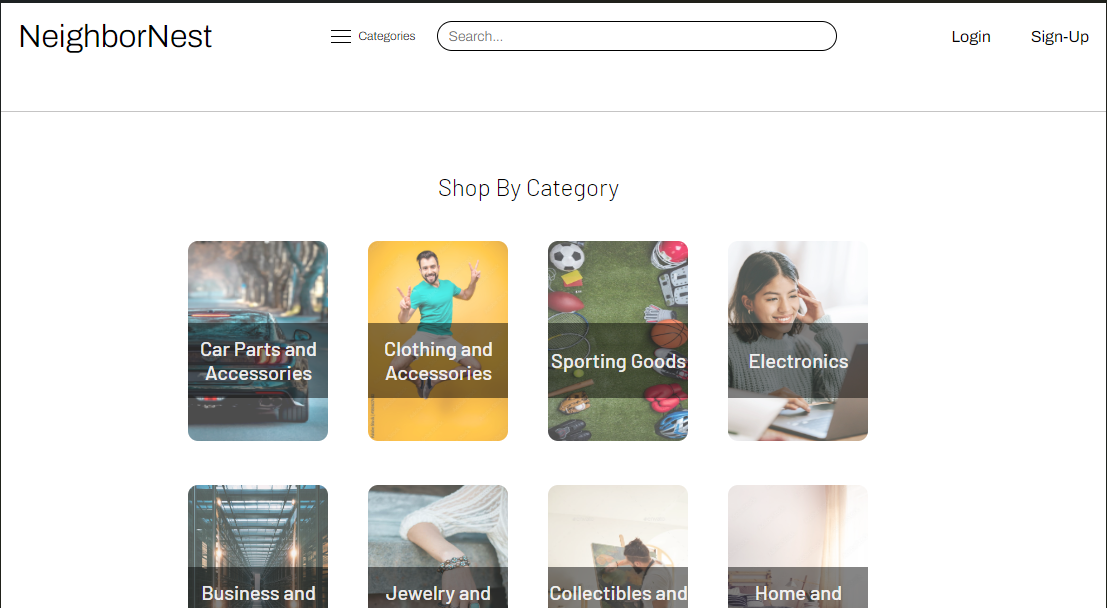 NeighborNest
Categories
Search...
Login
Sign-Up
Shop By Category
Car Parts and
Accessories
Clothing and
Accessories
Sporting Goods
Electronics
Business and
Jewelry and
Collectibles and
Home and